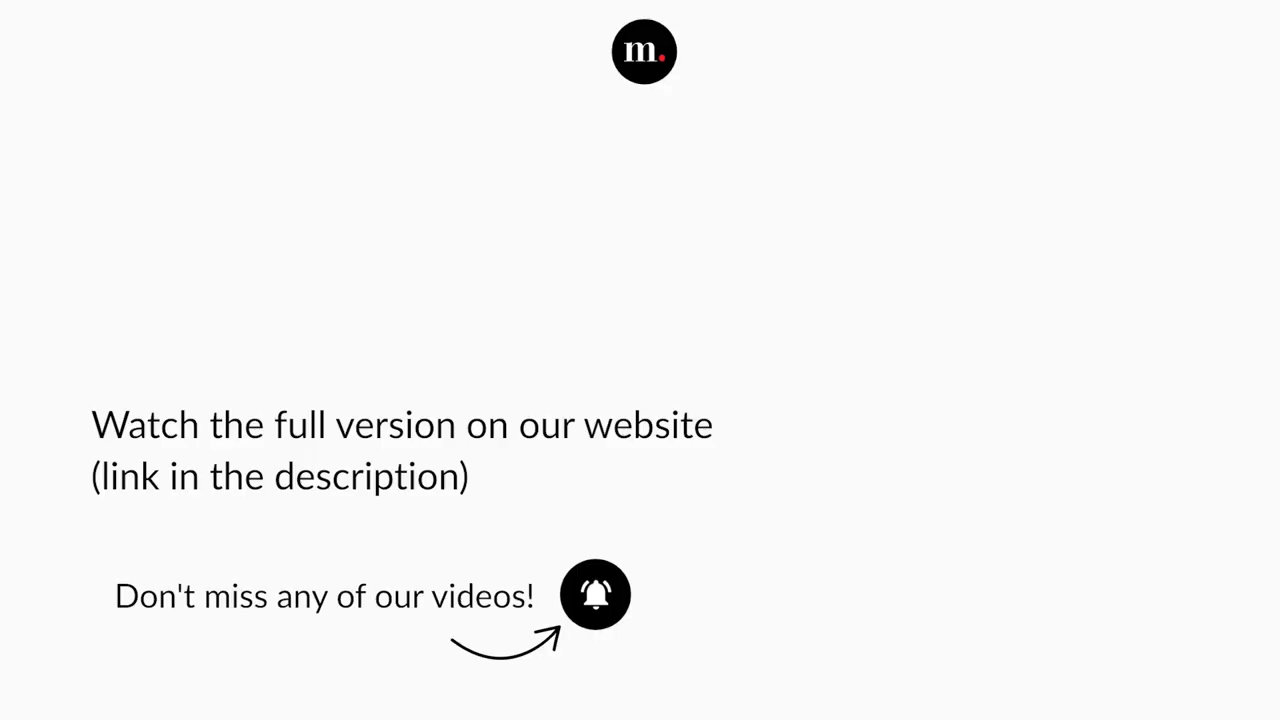 m.
Watch the full version on our website
(link in the description)
Don't miss any of our videos!